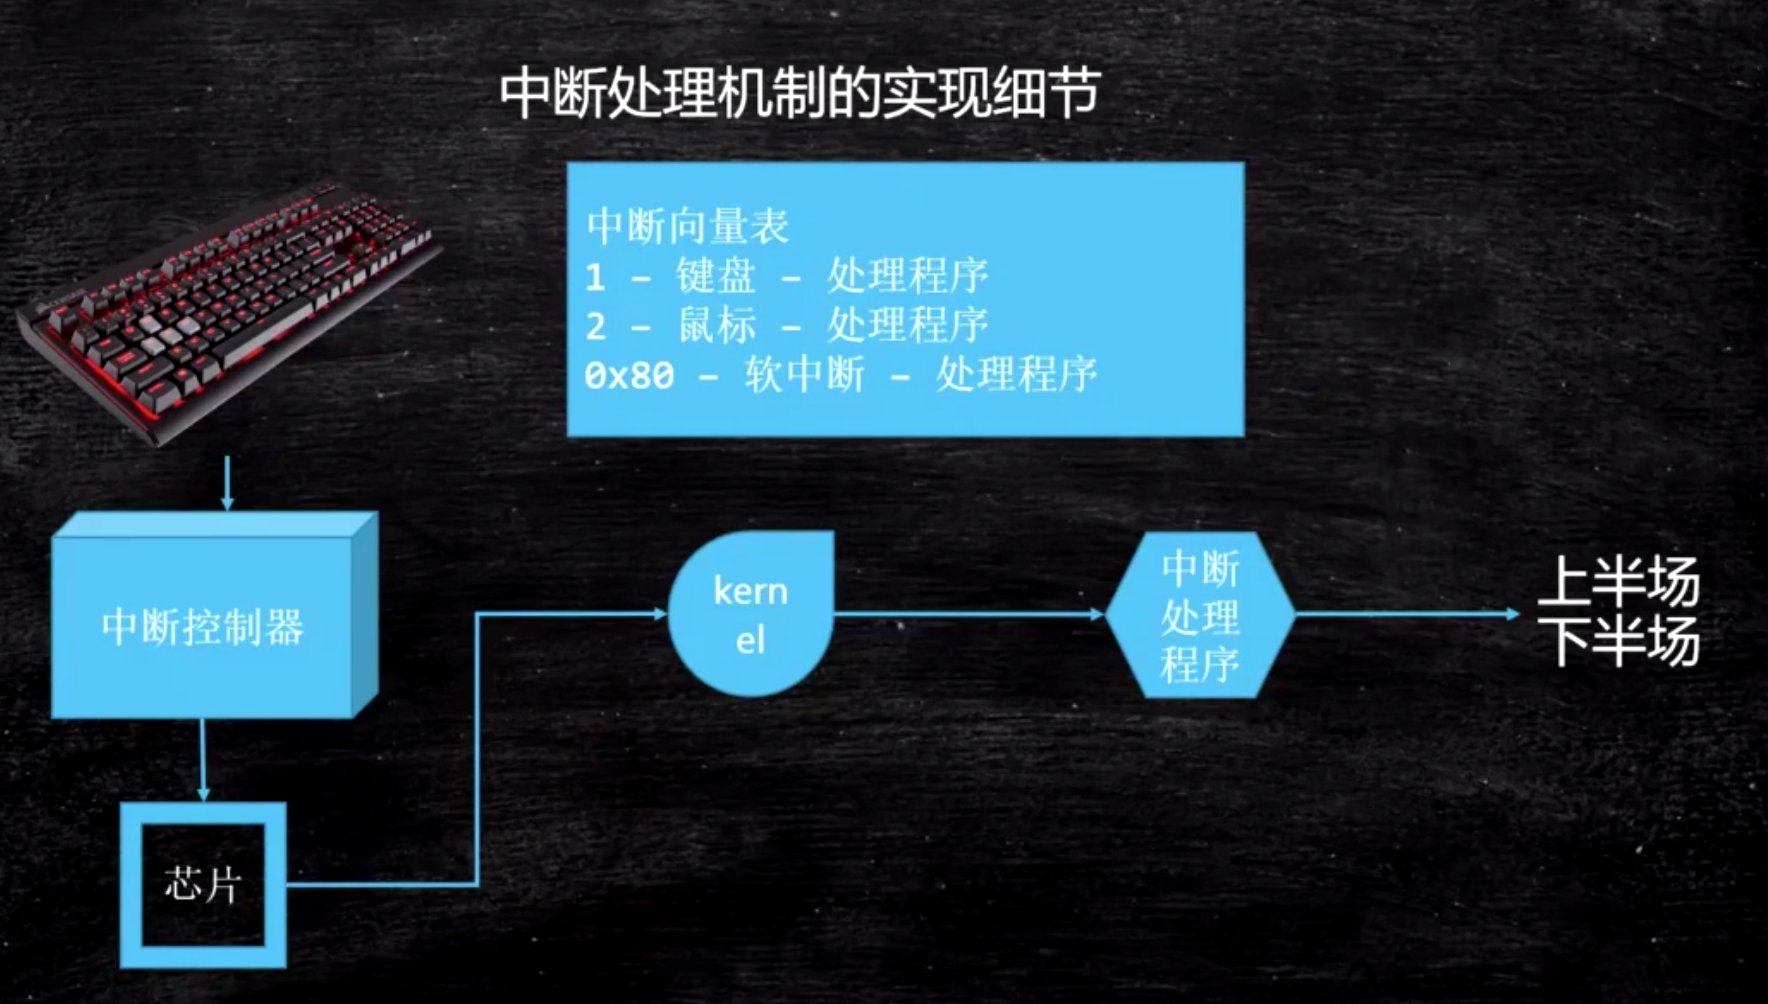 中断处理机制的实现细节
中断向量表
1 – 键盘 – 处理程序
2 – 鼠标 – 处理程序
0x80 – 软中断 – 处理程序
中断控制器
芯片
kern
el
中断
处理
程序
上半场
下半场